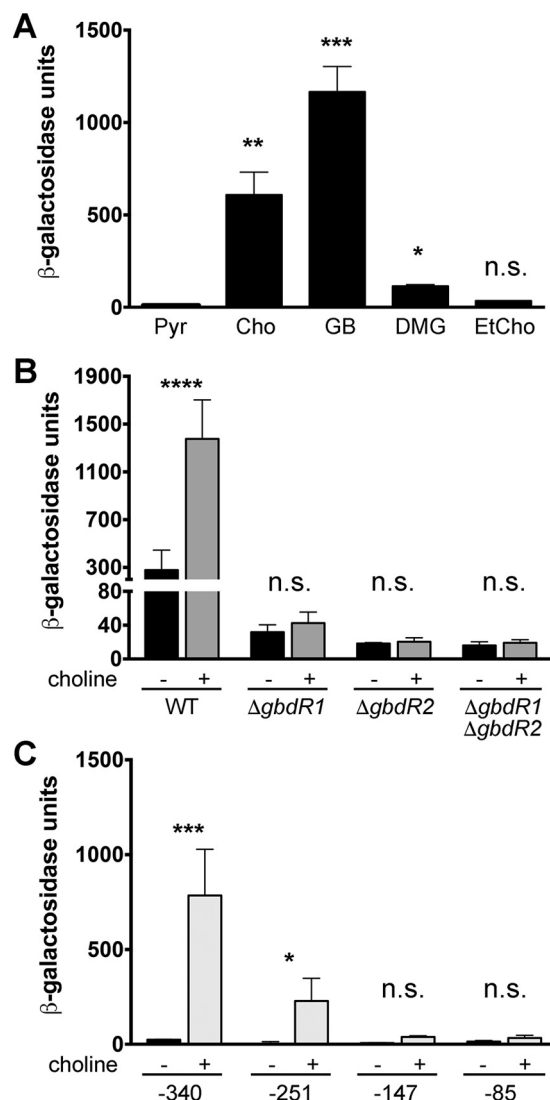 A
β-galactosidase units
1500
1000
500
0
**
***
*
n.s.
Pyr Cho GB DMG EtCho
B
β-galactosidase units
1900
1500
1100
700
300
80
40
0
****
n.s. n.s. n.s.
choline - + - + - + - +
WT ΔgbdR1 ΔgbdR2 ΔgbdR1
ΔgbdR2
C
β-galactosidase units
1500
1000
500
0
***
*
n.s. n.s.
choline - + - + - + - +
-340 -251 -147 -85